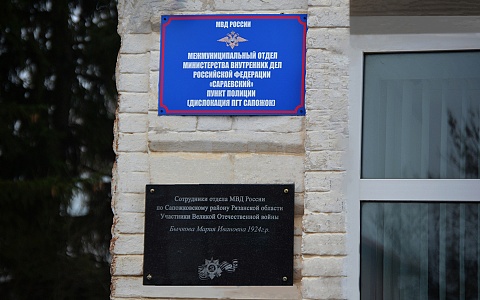 МВД РОССИИ
МЕЖМУНИЦИПАЛЬНЫЙ ОТДЕЛ
МИНИСТЕРСТВА ВНУТРЕННИХ ДЕЛ
РОССИЙСКОЙ ФЕДЕРАЦИИ
«САРАЕВСКИЙ»
ПУНКТ ПОЛИЦИИ
(ДИСЛОКАЦИЯ ПГТ САПОЖОК)
Сотрудники отдела МВД России
по Сапожковскому району Рязанской области
Участники Великой Отечественной войны
Бычкова Мария Ивановна 1924г.р.